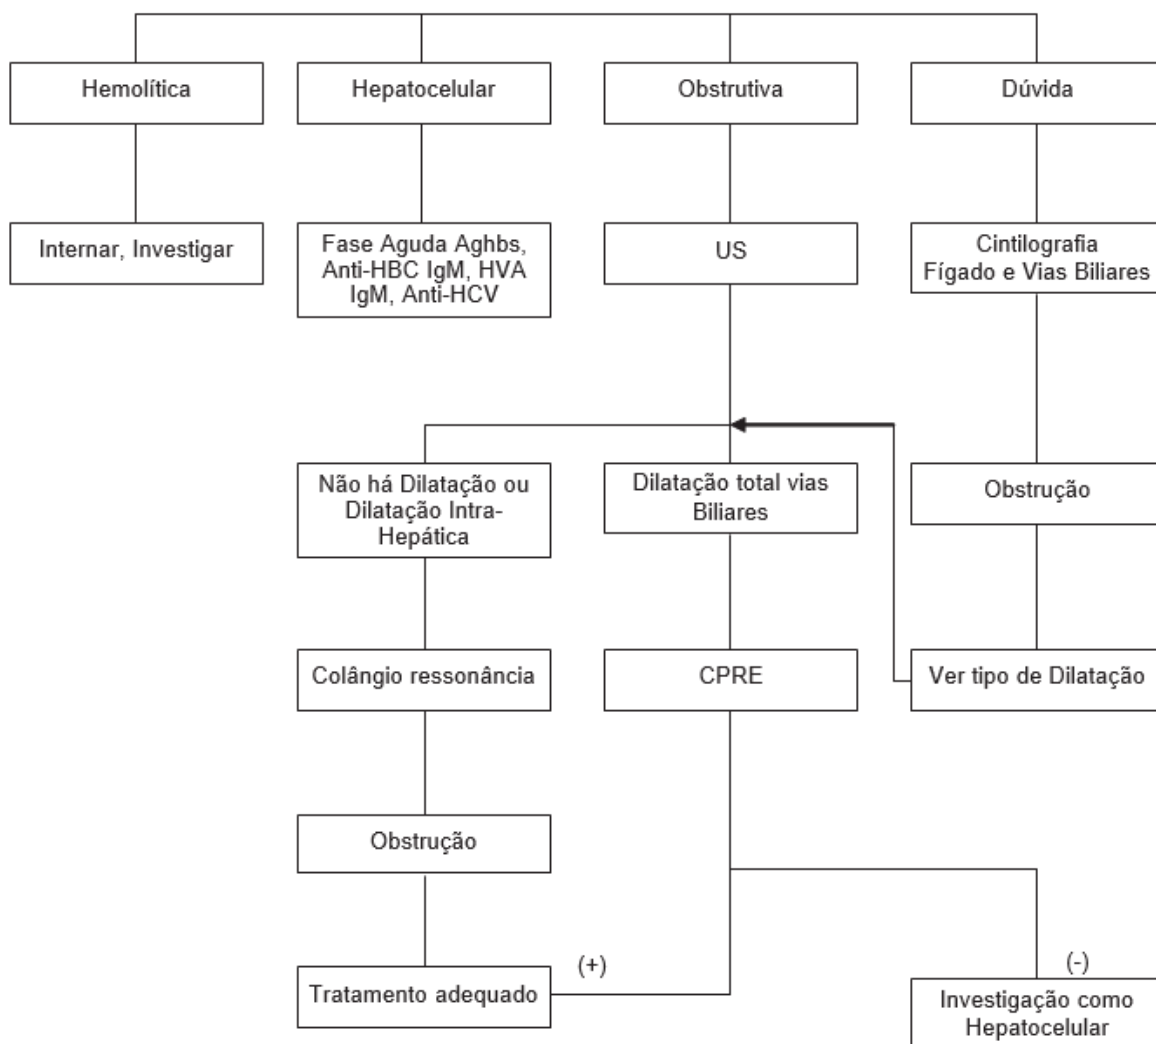 Hemolítica
Hepatocelular
Obstrutiva
Dúvida
Internar, Investigar
Fase Aguda Aghbs,
Anti-HBC IgM, HVA
IgM, Anti-HCV
US
Cintilografia
Fígado e Vias Biliares
Não há Dilatação ou
Dilatação Intra-
Hepática
Dilatação total vias
Biliares
Obstrução
Colângio ressonância
CPRE
Ver tipo de Dilatação
Obstrução
Tratamento adequado
(+)
(-)
Investigação como
Hepatocelular